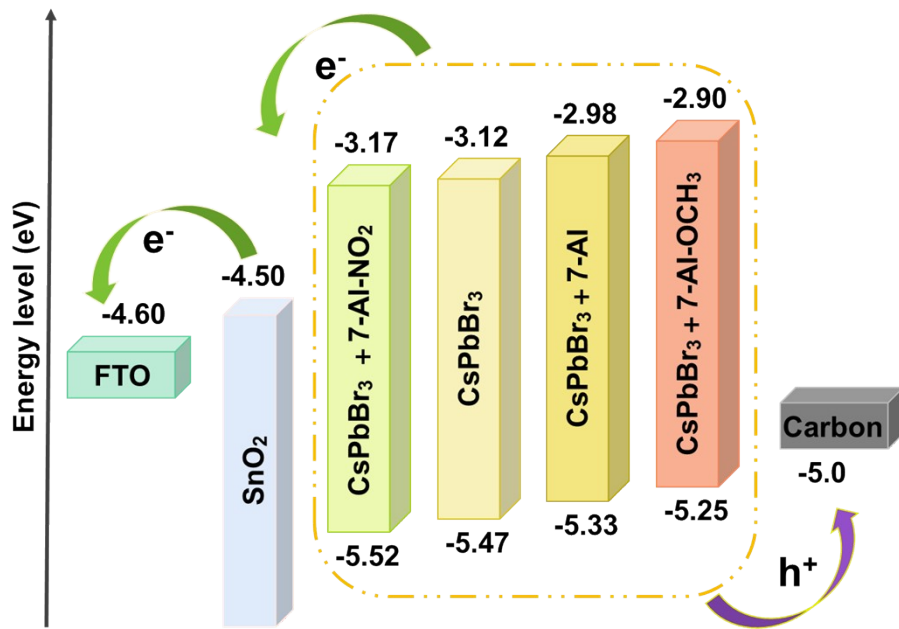 Energy level (eV)
e-
e-
-4.60
FTO
-4.50
SnO2
-3.17
CsPbBr3 + 7-AI-NO2
-5.52
-3.12
CsPbBr3
-5.47
-2.98
CsPbBr3 + 7-AI
-5.33
-2.90
CsPbBr3 + 7-AI-OCH3
-5.25
Carbon
-5.0
h+